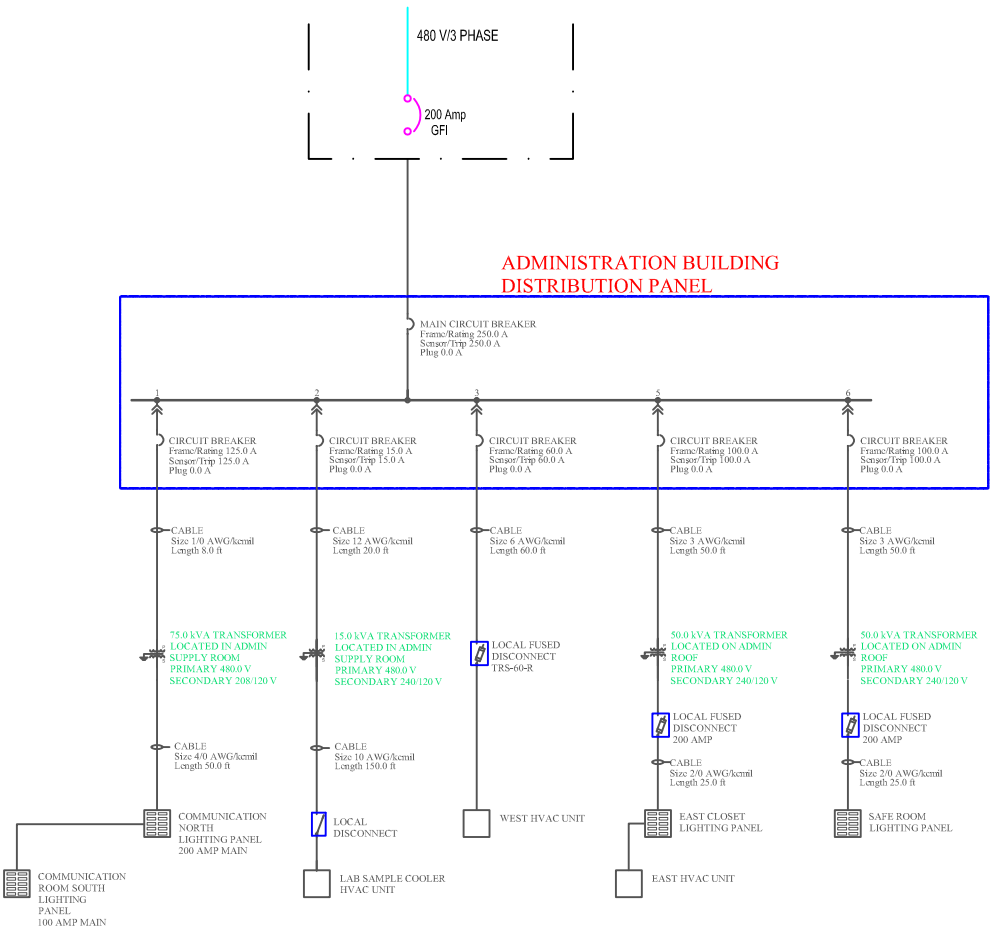 480 V/3 PHASE
200 Amp
GFI
ADMINISTRATION BUILDING
DISTRIBUTION PANEL
MAIN CIRCUIT BREAKER
Frame/Rating 250.0 A
Sensor/Trip 250.0 A
Plug 0.0 A
1
2
3
5
6
CIRCUIT BREAKER
Frame/Rating 125.0 A
Sensor/Trip 125.0 A
Plug 0.0 A
CIRCUIT BREAKER
Frame/Rating 15.0 A
Sensor/Trip 15.0 A
Plug 0.0 A
CIRCUIT BREAKER
Frame/Rating 60.0 A
Sensor/Trip 60.0 A
Plug 0.0 A
CIRCUIT BREAKER
Frame/Rating 100.0 A
Sensor/Trip 100.0 A
Plug 0.0 A
CIRCUIT BREAKER
Frame/Rating 100.0 A
Sensor/Trip 100.0 A
Plug 0.0 A
CABLE
Size 1/0 AWG/kcmil
Length 8.0 ft
CABLE
Size 12 AWG/kcmil
Length 20.0 ft
CABLE
Size 6 AWG/kcmil
Length 60.0 ft
CABLE
Size 3 AWG/kcmil
Length 50.0 ft
CABLE
Size 3 AWG/kcmil
Length 50.0 ft
75.0 kVA TRANSFORMER
LOCATED IN ADMIN
SUPPLY ROOM
PRIMARY 480.0 V
SECONDARY 208/120 V
15.0 kVA TRANSFORMER
LOCATED IN ADMIN
SUPPLY ROOM
PRIMARY 480.0 V
SECONDARY 240/120 V
LOCAL FUSED
DISCONNECT
TRS-60-R
50.0 kVA TRANSFORMER
LOCATED ON ADMIN
ROOF
PRIMARY 480.0 V
SECONDARY 240/120 V
50.0 kVA TRANSFORMER
LOCATED ON ADMIN
ROOF
PRIMARY 480.0 V
SECONDARY 240/120 V
LOCAL FUSED
DISCONNECT
200 AMP
LOCAL FUSED
DISCONNECT
200 AMP
CABLE
Size 4/0 AWG/kcmil
Length 50.0 ft
CABLE
Size 10 AWG/kcmil
Length 150.0 ft
CABLE
Size 2/0 AWG/kcmil
Length 25.0 ft
CABLE
Size 2/0 AWG/kcmil
Length 25.0 ft
COMMUNICATION
NORTH
LIGHTING PANEL
200 AMP MAIN
LOCAL
DISCONNECT
WEST HVAC UNIT
EAST CLOSET
LIGHTING PANEL
SAFE ROOM
LIGHTING PANEL
COMMUNICATION
ROOM SOUTH
LIGHTING
PANEL
100 AMP MAIN
LAB SAMPLE COOLER
HVAC UNIT
EAST HVAC UNIT